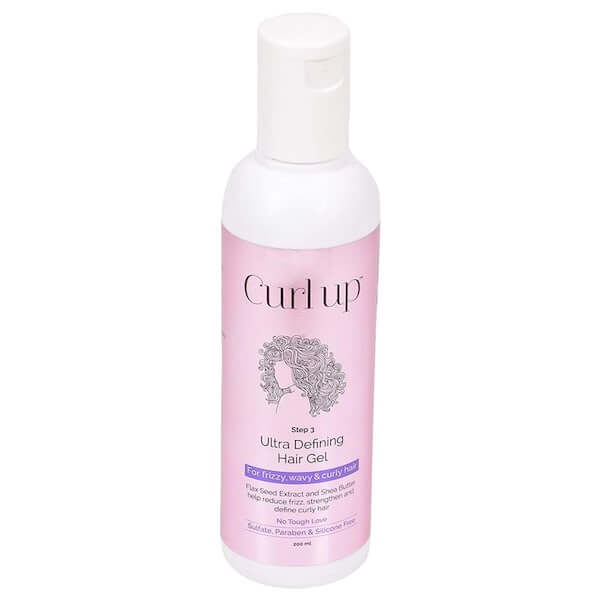 Curl up™
Step 3
Ultra Defining
Hair Gel
For frizzy, wavy & curly hair
Flax Seed Extract and Shea Butter
help reduce frizz, strengthen and
define curly hair
No Tough Love
Sulfate, Paraben & Silicone Free
200 ml